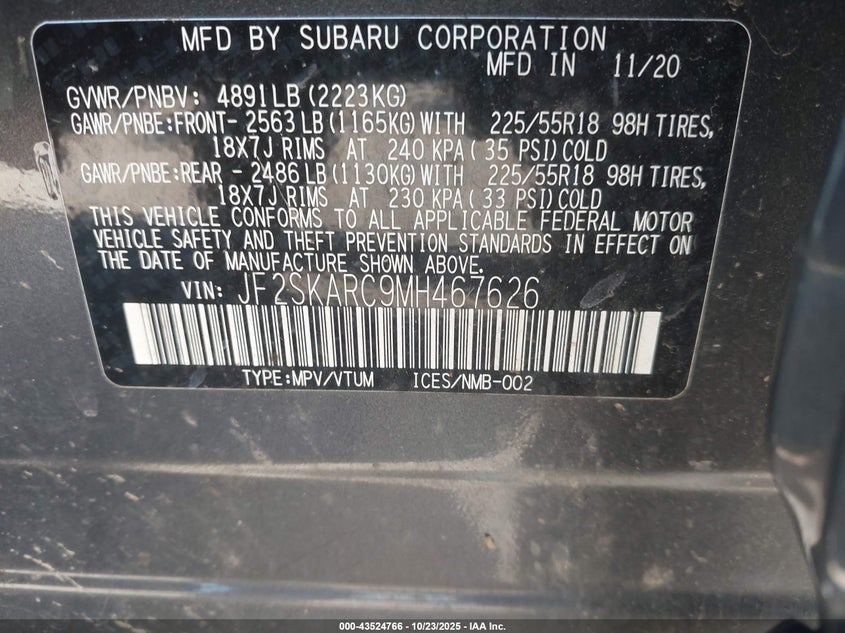 MFD BY SUBARU CORPORATION
MFD IN 11/20
GVWR/PNBV: 4891LB(2223KG)
GAWR/PNBE:FRONT- 2563 LB(1165KG)WITH 225/55R18 98H TIRES,
18X7J RIMS AT 240 KPA( 35 PSI)COLD
GAWR/PNBE:REAR - 2486 LB(1130KG)WITH 225/55R18 98H TIRES,
18X7J RIMS AT 230 KPA( 33 PSI)COLD
THIS VEHICLE CONFORMS TO ALL APPLICABLE FEDERAL MOTOR
VEHICLE SAFETY AND THEFT PREVENTION STANDARDS IN EFFECT ON
THE DATE OF MANUFACTURE SHOWN ABOVE.
VIN: JF2SKARC9MH467626
TYPE:MPV/VTUM ICES/NMB-002
000-43524766 - 10/23/2025 - IAA Inc.